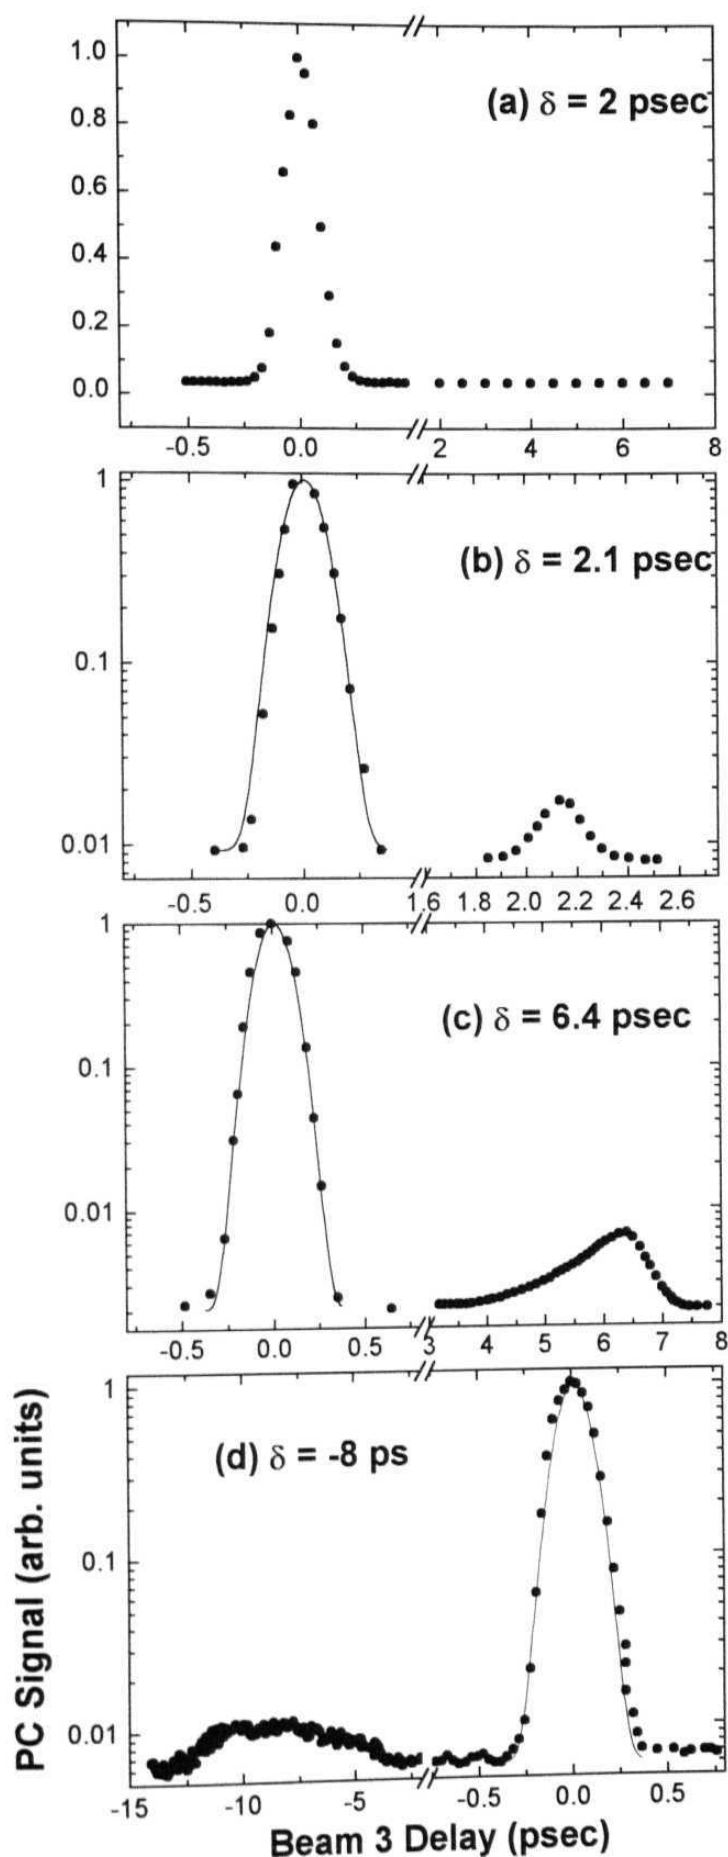 1.0
0.8
0.6
0.4
0.2
0.0
(a) δ = 2 psec
-0.5 0.0 2 4 6 8
1
0.1
0.01
(b) δ = 2.1 psec
-0.5 0.0 1.6 1.8 2.0 2.2 2.4 2.6
1
0.1
0.01
(c) δ = 6.4 psec
-0.5 0.0 0.5 3 4 5 6 7 8
1
0.1
0.01
(d) δ = -8 ps
-15 -10 -5 -0.5 0.0 0.5
PC Signal (arb. units)
Beam 3 Delay (psec)